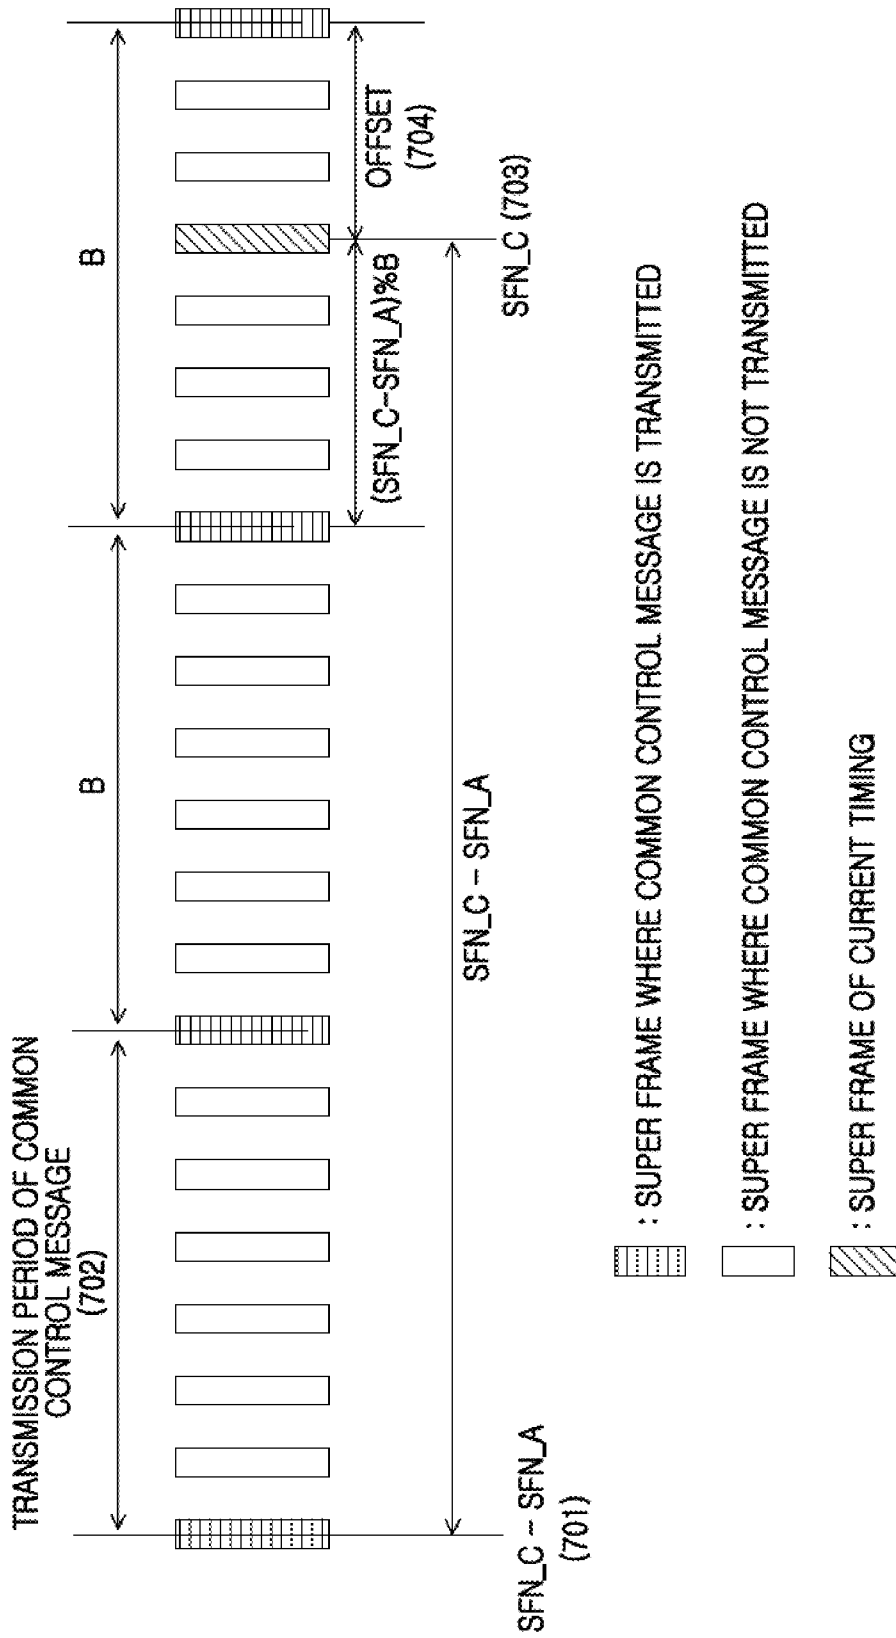 TRANSMISSION PERIOD OF COMMON
CONTROL MESSAGE
(702)
B
B
(SFN_C-SFN_A)%B
OFFSET
(704)
SFN_C (703)
SFN_C - SFN_A
SFN_C - SFN_A
(701)
: SUPER FRAME WHERE COMMON CONTROL MESSAGE IS TRANSMITTED
: SUPER FRAME WHERE COMMON CONTROL MESSAGE IS NOT TRANSMITTED
: SUPER FRAME OF CURRENT TIMING